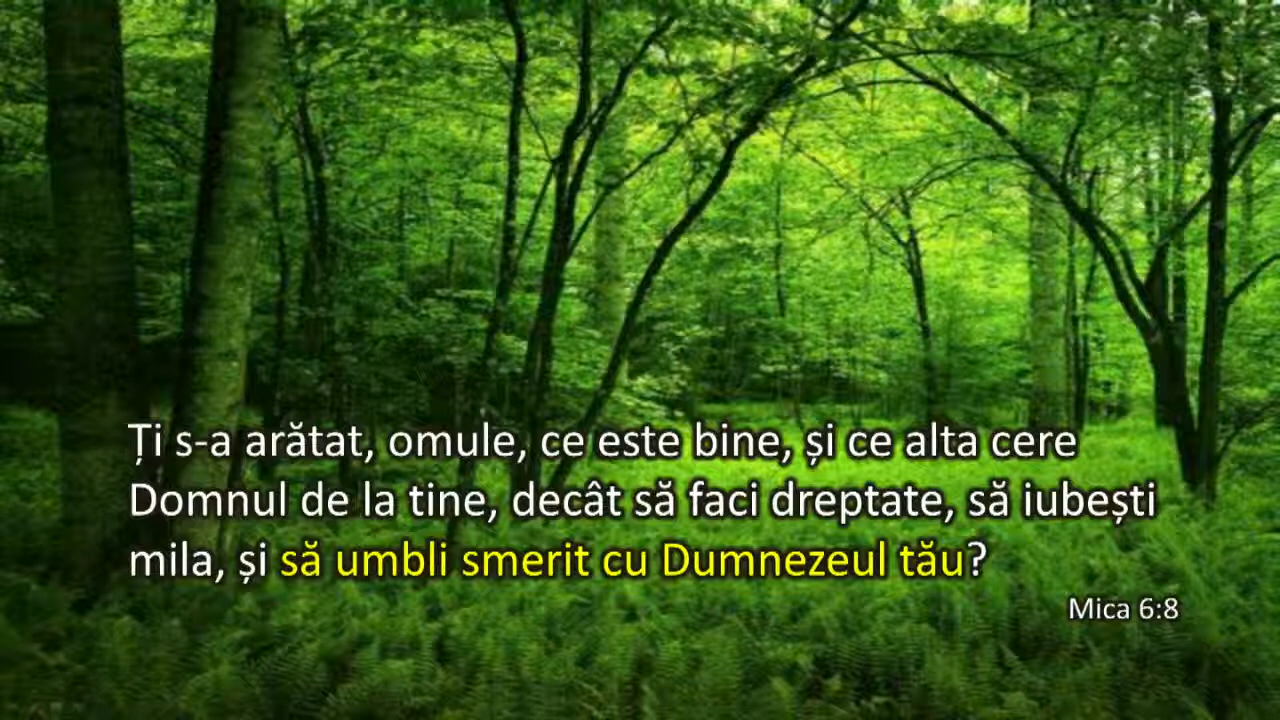 Ți s-a arătat, omule, ce este bine, și ce alta cere
Domnul de la tine, decât să faci dreptate, să iubești
mila, și să umbli smerit cu Dumnezeul tău?
Mica 6:8